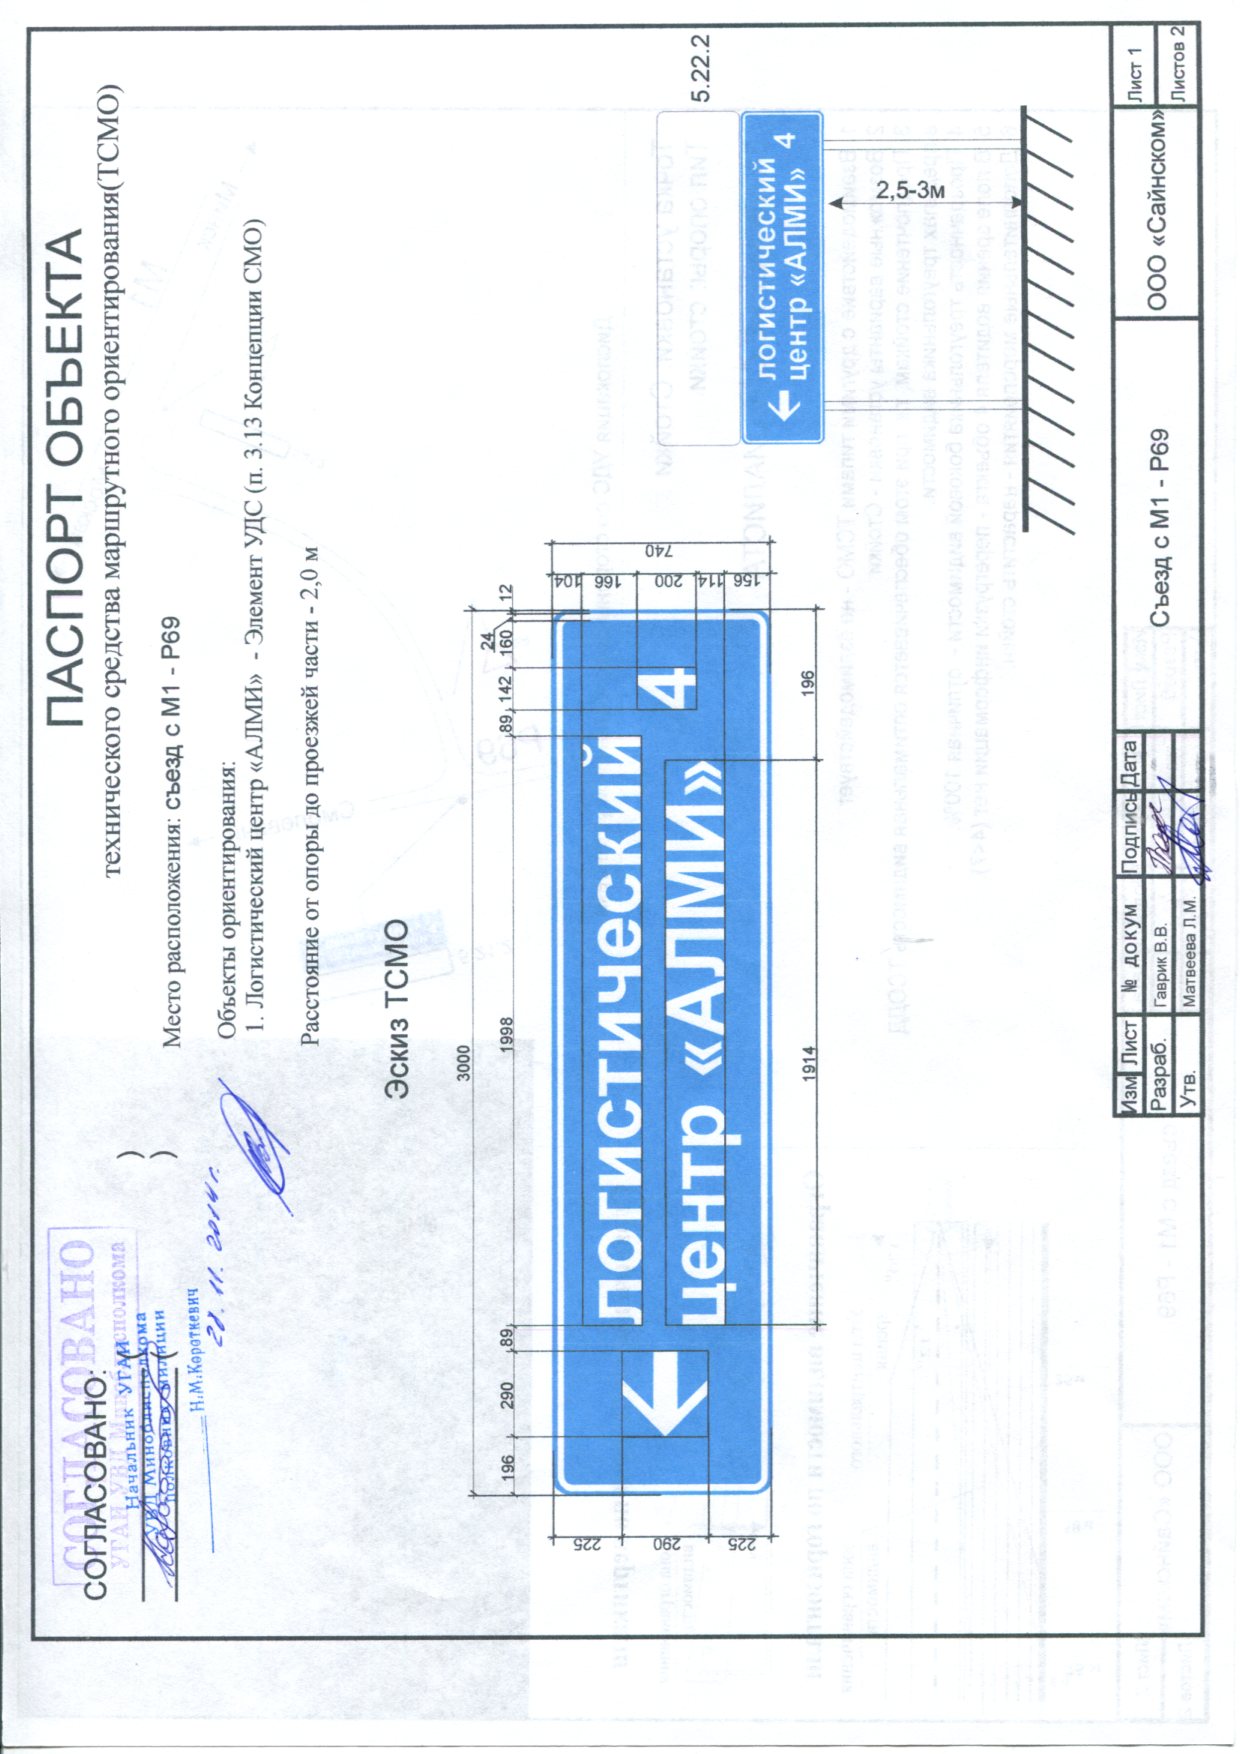 СОГЛАСОВАНО
УГАИ УВД Миноблисполкома
СОГЛАСОВАНО:
Начальник УГАИ
УВД Миноблисполкома
полковник милиции
Н.М.Короткевич
28.11.2014 г.
ПАСПОРТ ОБЪЕКТА
технического средства маршрутного ориентирования(ТСМО)
Место расположения: съезд с М1 - Р69
Объекты ориентирования:
1. Логистический центр «АЛМИ» - Элемент УДС (п. 3.13 Концепции СМО)
Расстояние от опоры до проезжей части - 2,0 м
Эскиз ТСМО
3000
196 290 89 1998 89 142 160 24 12
225 290 225
логистический
центр «АЛМИ» 4
104 166 200 114 156
740
1914 196
5.22.2
логистический
центр «АЛМИ» 4
2,5-3м
Изм Лист № докум Подпись Дата
Разраб. Гаврик В.В.
Утв. Матвеева Л.М.
Съезд с М1 - Р69
ООО «Сайнском»
Лист 1
Листов 2